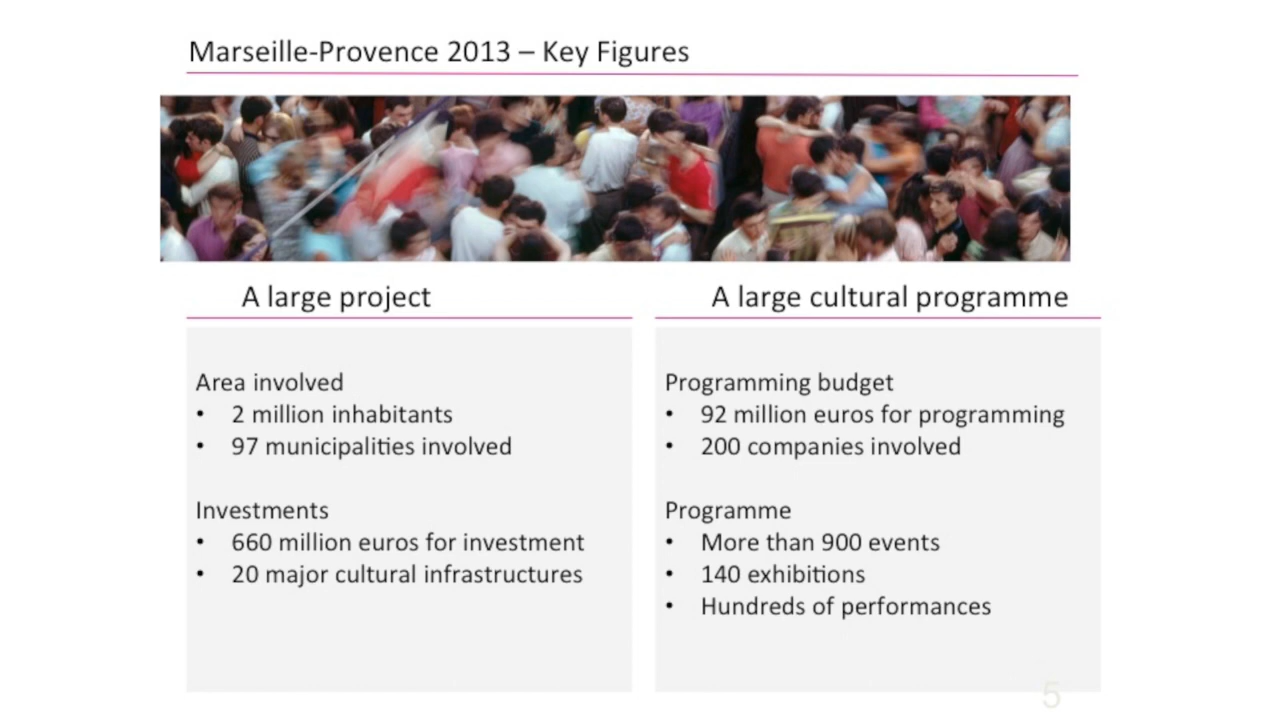 Marseille-Provence 2013 – Key Figures
A large project
Area involved
• 2 million inhabitants
• 97 municipalities involved
Investments
• 660 million euros for investment
• 20 major cultural infrastructures
A large cultural programme
Programming budget
• 92 million euros for programming
• 200 companies involved
Programme
• More than 900 events
• 140 exhibitions
• Hundreds of performances
5